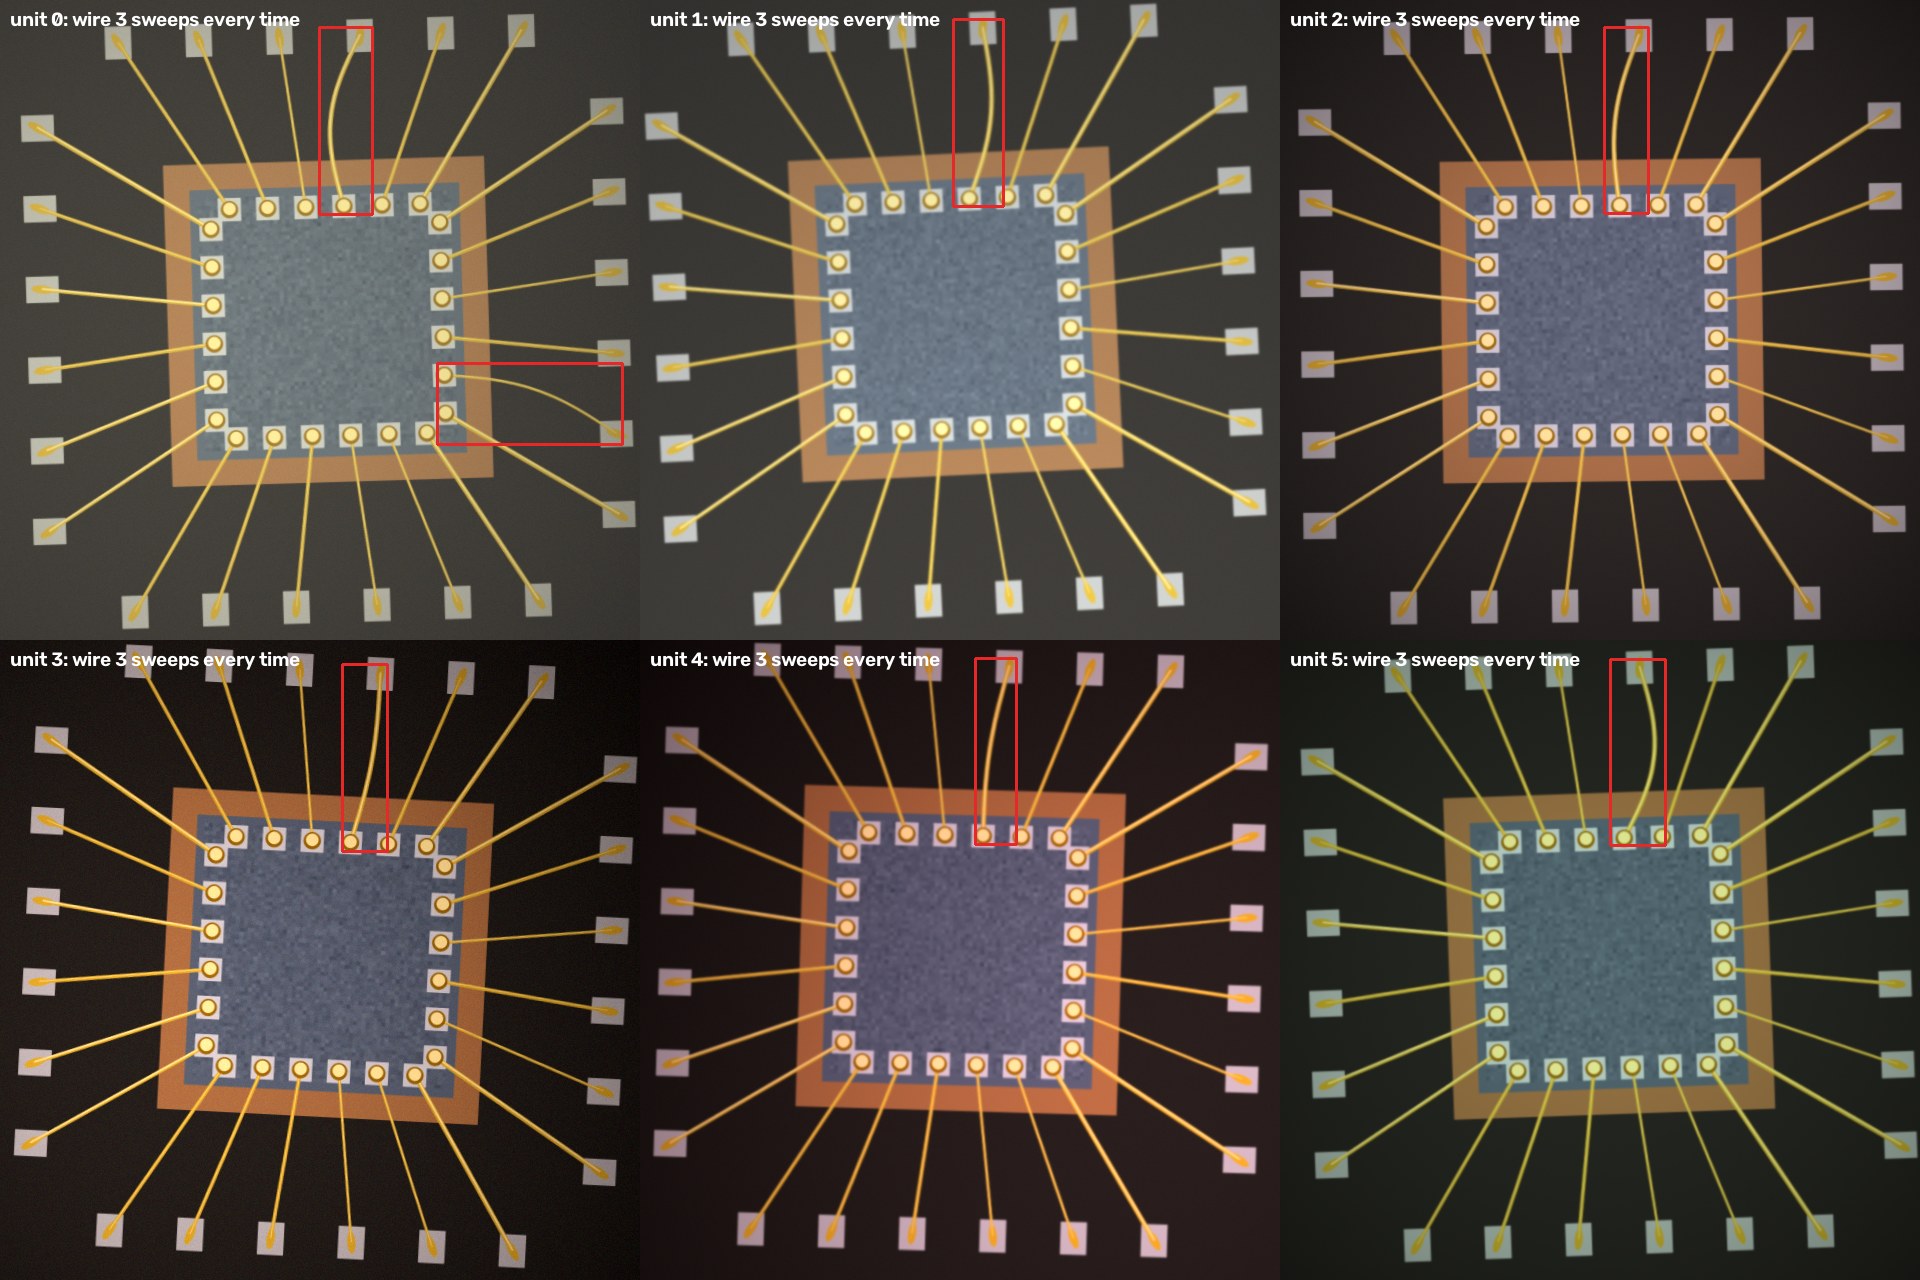 unit 0: wire 3 sweeps every time
unit 1: wire 3 sweeps every time
unit 2: wire 3 sweeps every time
unit 3: wire 3 sweeps every time
unit 4: wire 3 sweeps every time
unit 5: wire 3 sweeps every time